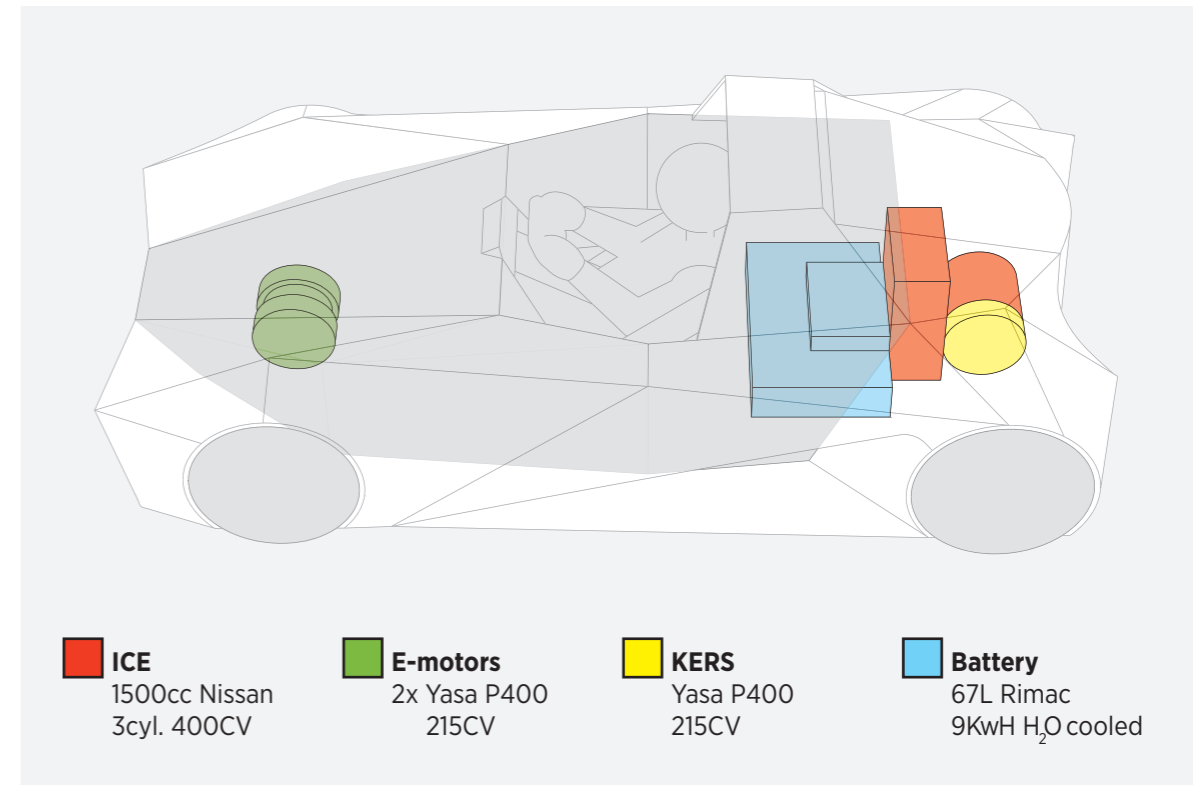 ICE
1500cc Nissan
3cyl. 400CV
E-motors
2x Yasa P400
215CV
KERS
Yasa P400
215CV
Battery
67L Rimac
9KwH H₂O cooled